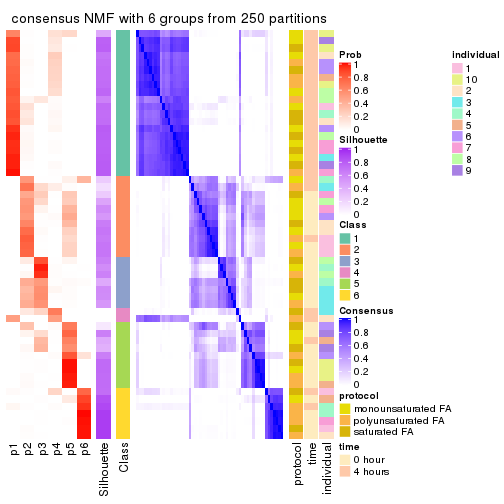 consensus NMF with 6 groups from 250 partitions
Prob
1
0.8
0.6
0.4
0.2
0
Silhouette
1
0.8
0.6
0.4
0.2
0
Class
1
2
3
4
5
6
Consensus
1
0.8
0.6
0.4
0.2
0
protocol
monounsaturated FA
polyunsaturated FA
saturated FA
time
0 hour
4 hours
individual
1
10
2
3
4
5
6
7
8
9
p1
p2
p3
p4
p5
p6
Silhouette
Class
protocol
time
individual